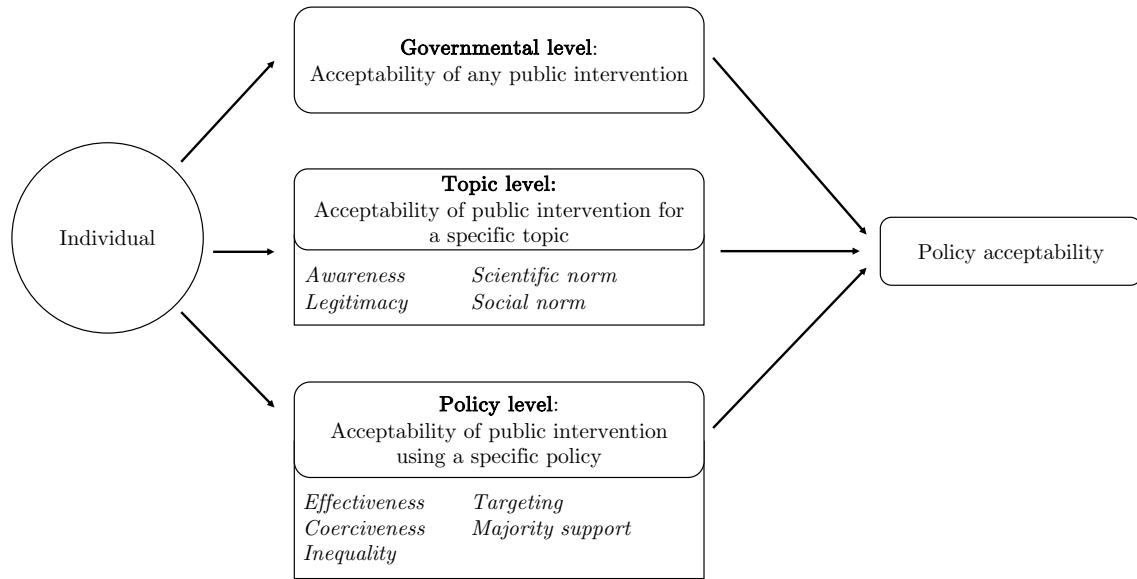 Governmental level:
Acceptability of any public intervention
Individual
Topic level:
Acceptability of public intervention for
a specific topic
Awareness Scientific norm
Legitimacy Social norm
Policy acceptability
Policy level:
Acceptability of public intervention
using a specific policy
Effectiveness Targeting
Coerciveness Majority support
Inequality